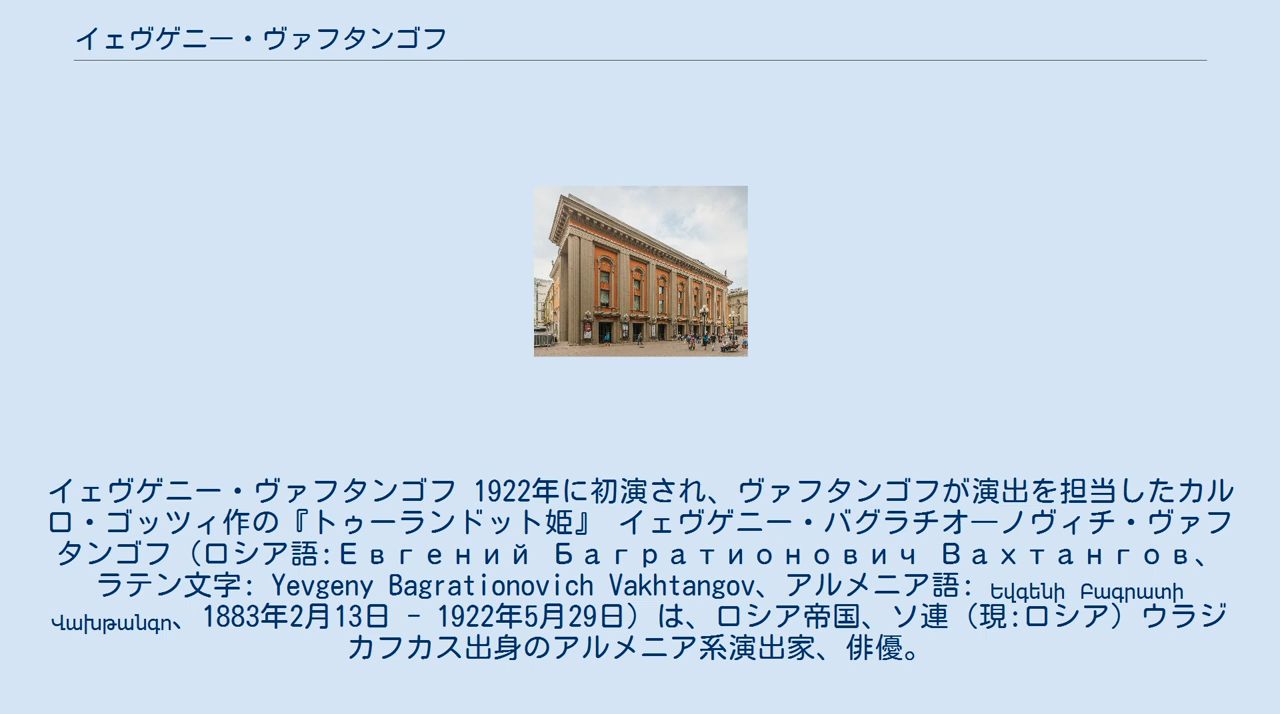 イェヴゲニー・ヴァフタンゴフ
イェヴゲニー・ヴァフタンゴフ 1922年に初演され、ヴァフタンゴフが演出を担当したカル
ロ・ゴッツィ作の『トゥーランドット姫』 イェヴゲニー・バグラチオーノヴィチ・ヴァフ
タンゴフ（ロシア語:Евгений Багратионович Вахтангов、
ラテン文字: Yevgeny Bagrationovich Vakhtangov、アルメニア語: Եվգենի Բագրատի
Վախթանգո、1883年2月13日 - 1922年5月29日）は、ロシア帝国、ソ連（現:ロシア）ウラジ
カフカス出身のアルメニア系演出家、俳優。